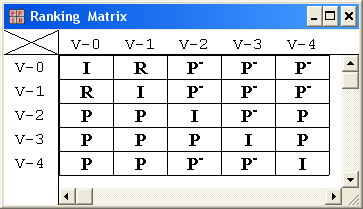 Ranking Matrix
V-0 V-1 V-2 V-3 V-4
V-0 I R P⁻ P⁻ P⁻
V-1 R I P⁻ P⁻ P⁻
V-2 P P I P⁻ P
V-3 P P P I P
V-4 P P P⁻ P⁻ I